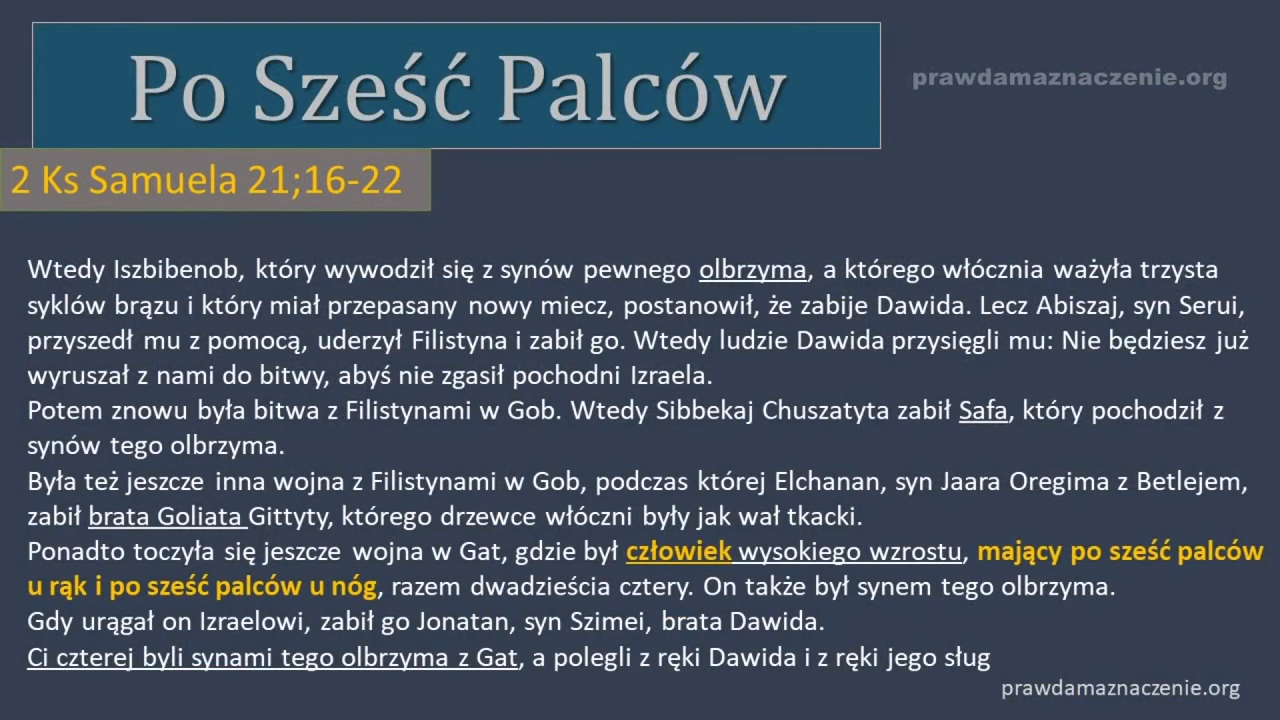 Po Sześć Palców
prawdamaznaczenie.org
2 Ks Samuela 21;16-22
Wtedy Iszbibenob, który wywodził się z synów pewnego olbrzyma, a którego włócznia ważyła trzysta
syklów brązu i który miał przepasany nowy miecz, postanowił, że zabije Dawida. Lecz Abiszaj, syn Serui,
przyszedł mu z pomocą, uderzył Filistyna i zabił go. Wtedy ludzie Dawida przysięgli mu: Nie będziesz już
wyruszał z nami do bitwy, abyś nie zgasił pochodni Izraela.
Potem znowu była bitwa z Filistynami w Gob. Wtedy Sibbekaj Chuszatyta zabił Safa, który pochodził z
synów tego olbrzyma.
Była też jeszcze inna wojna z Filistynami w Gob, podczas której Elchanan, syn Jaara Oregima z Betlejem,
zabił brata Goliata Gittyty, którego drzewce włóczni były jak wał tkacki.
Ponadto toczyła się jeszcze wojna w Gat, gdzie był człowiek wysokiego wzrostu, mający po sześć palców
u rąk i po sześć palców u nóg, razem dwadzieścia cztery. On także był synem tego olbrzyma.
Gdy urągał on Izraelowi, zabił go Jonatan, syn Szimei, brata Dawida.
Ci czterej byli synami tego olbrzyma z Gat, a polegli z ręki Dawida i z ręki jego sług
prawdamaznaczenie.org